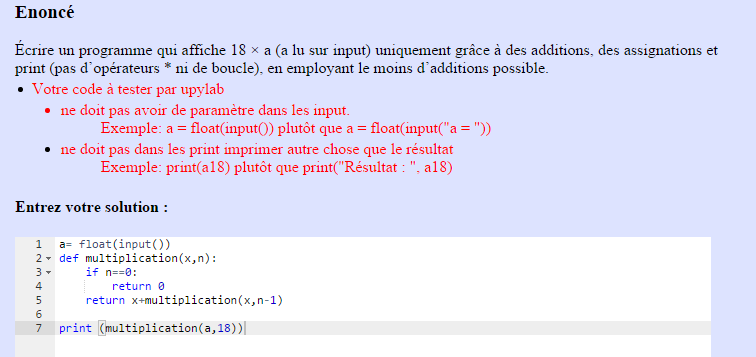 Enoncé
Écrire un programme qui affiche 18 × a (a lu sur input) uniquement grâce à des additions, des assignations et
print (pas d'opérateurs * ni de boucle), en employant le moins d'additions possible.
• Votre code à tester par upylab
• ne doit pas avoir de paramètre dans les input.
Exemple: a = float(input()) plutôt que a = float(input("a = "))
• ne doit pas dans les print imprimer autre chose que le résultat
Exemple: print(a18) plutôt que print("Résultat : ", a18)
Entrez votre solution :
1 a= float(input())
2 def multiplication(x,n):
3 if n==0:
4 return 0
5 return x+multiplication(x,n-1)
6
7 print (multiplication(a,18))